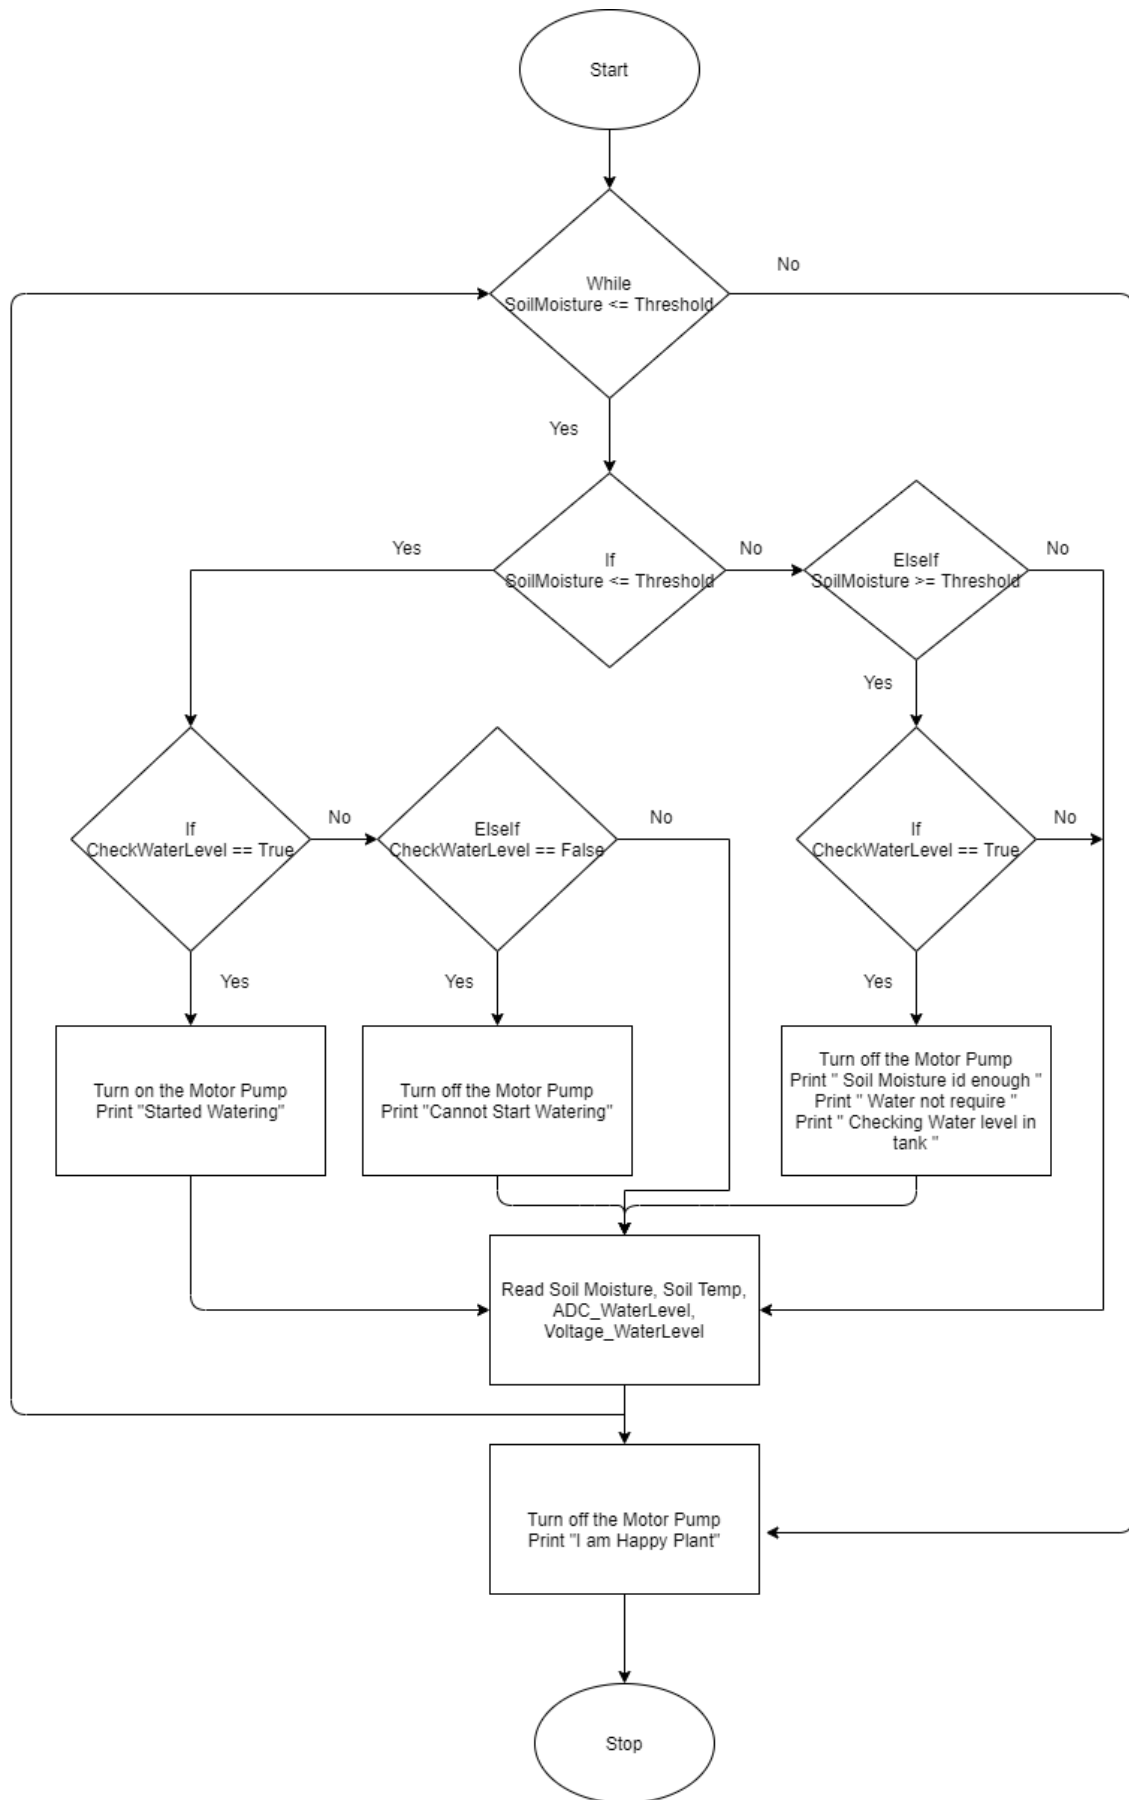 Start
No
While
SoilMoisture <= Threshold
Yes
Yes
If
SoilMoisture <= Threshold
No
ElseIf
SoilMoisture >= Threshold
No
Yes
If
CheckWaterLevel == True
No
ElseIf
CheckWaterLevel == False
No
If
CheckWaterLevel == True
No
Yes
Yes
Yes
Turn on the Motor Pump
Print "Started Watering"
Turn off the Motor Pump
Print "Cannot Start Watering"
Turn off the Motor Pump
Print " Soil Moisture id enough "
Print " Water not require "
Print " Checking Water level in
tank "
Read Soil Moisture, Soil Temp,
ADC_WaterLevel,
Voltage_WaterLevel
Turn off the Motor Pump
Print "I am Happy Plant"
Stop